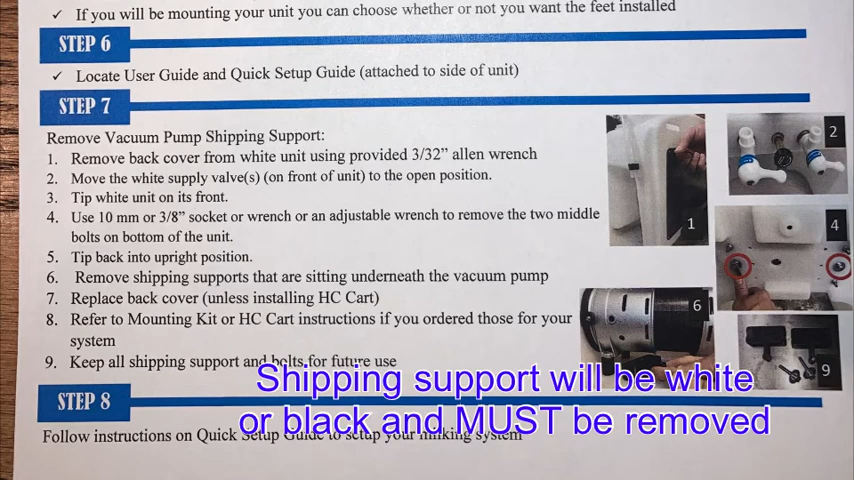 ✓ If you will be mounting your unit you can choose whether or not you want the feet installed
STEP 6
✓ Locate User Guide and Quick Setup Guide (attached to side of unit)
STEP 7
Remove Vacuum Pump Shipping Support:
1. Remove back cover from white unit using provided 3/32” allen wrench
2. Move the white supply valve(s) (on front of unit) to the open position.
3. Tip white unit on its front.
4. Use 10 mm or 3/8” socket or wrench or an adjustable wrench to remove the two middle
bolts on bottom of the unit.
5. Tip back into upright position.
6. Remove shipping supports that are sitting underneath the vacuum pump
7. Replace back cover (unless installing HC Cart)
8. Refer to Mounting Kit or HC Cart instructions if you ordered those for your
system
9. Keep all shipping support and bolts for future use
1
2
4
6
9
Shipping support will be white
or black and MUST be removed
STEP 8
Follow instructions on Quick Setup Guide to setup your milking system